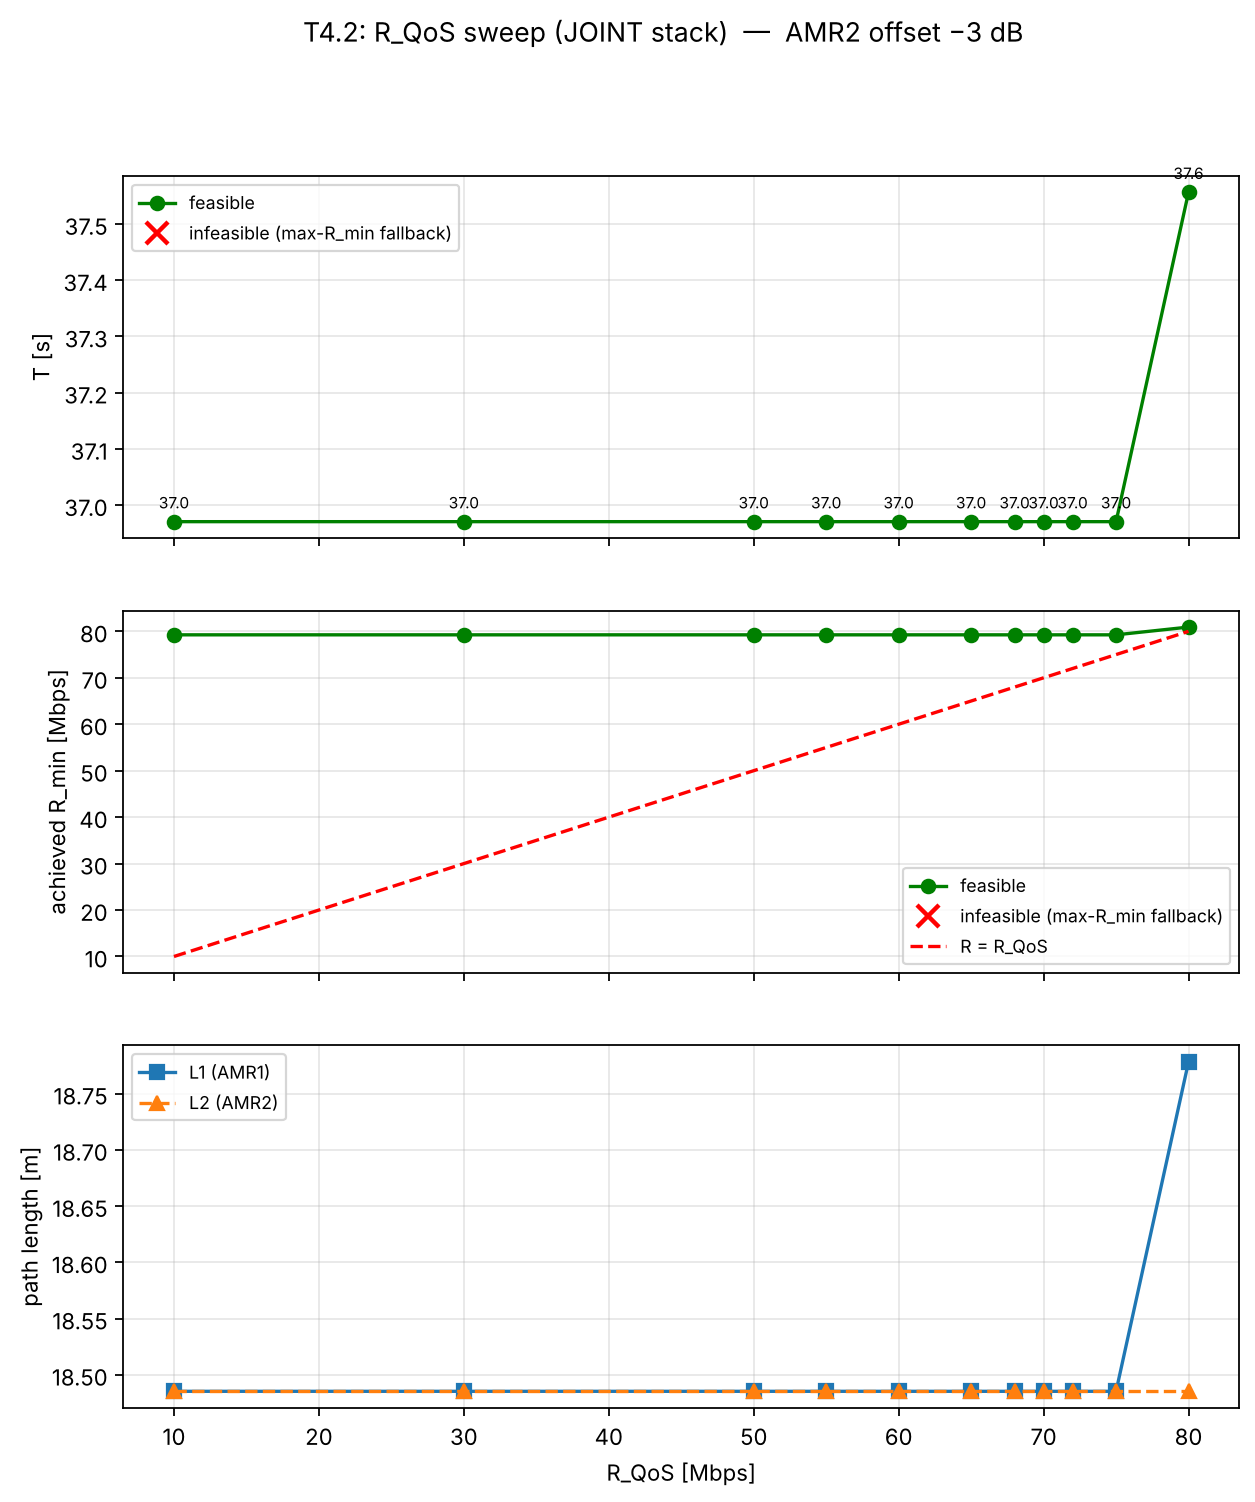 T4.2: R_QoS sweep (JOINT stack) — AMR2 offset −3 dB
37.6
feasible
infeasible (max-R_min fallback)
37.5
37.4
37.3
37.2
37.1
37.0
T [s]
37.0 37.0 37.0 37.0 37.0 37.0 37.0 37.0 37.0 37.0
80
70
60
50
40
30
20
10
achieved R_min [Mbps]
feasible
infeasible (max-R_min fallback)
R = R_QoS
L1 (AMR1)
L2 (AMR2)
18.75
18.70
18.65
18.60
18.55
18.50
path length [m]
10 20 30 40 50 60 70 80
R_QoS [Mbps]